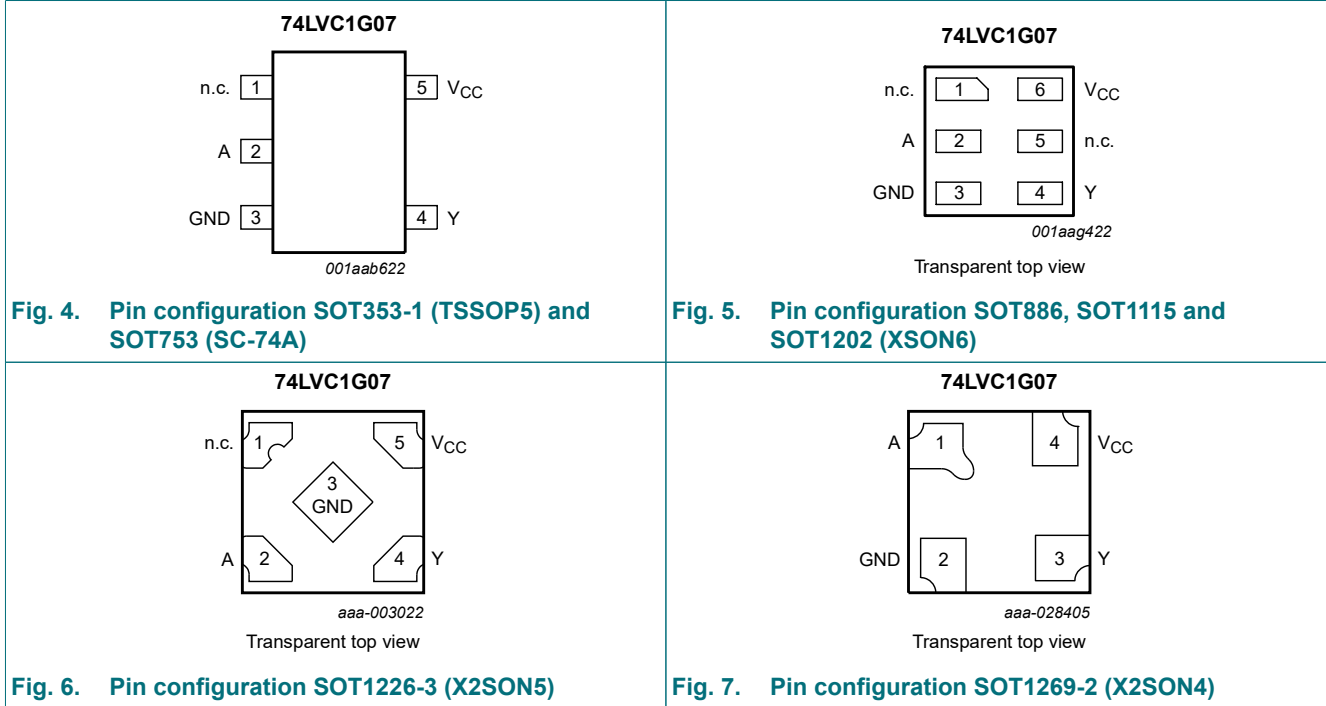 74LVC1G07
n.c. 1
5 VCC
A 2
GND 3
4 Y
001aab622
Fig. 4. Pin configuration SOT353-1 (TSSOP5) and
SOT753 (SC-74A)
74LVC1G07
n.c. 1
6 VCC
A 2
5 n.c.
GND 3
4 Y
001aag422
Transparent top view
Fig. 5. Pin configuration SOT886, SOT1115 and
SOT1202 (XSON6)
74LVC1G07
n.c. 1
5 VCC
3
GND
A 2
4 Y
aaa-003022
Transparent top view
Fig. 6. Pin configuration SOT1226-3 (X2SON5)
74LVC1G07
A 1
4 VCC
GND 2
3 Y
aaa-028405
Transparent top view
Fig. 7. Pin configuration SOT1269-2 (X2SON4)